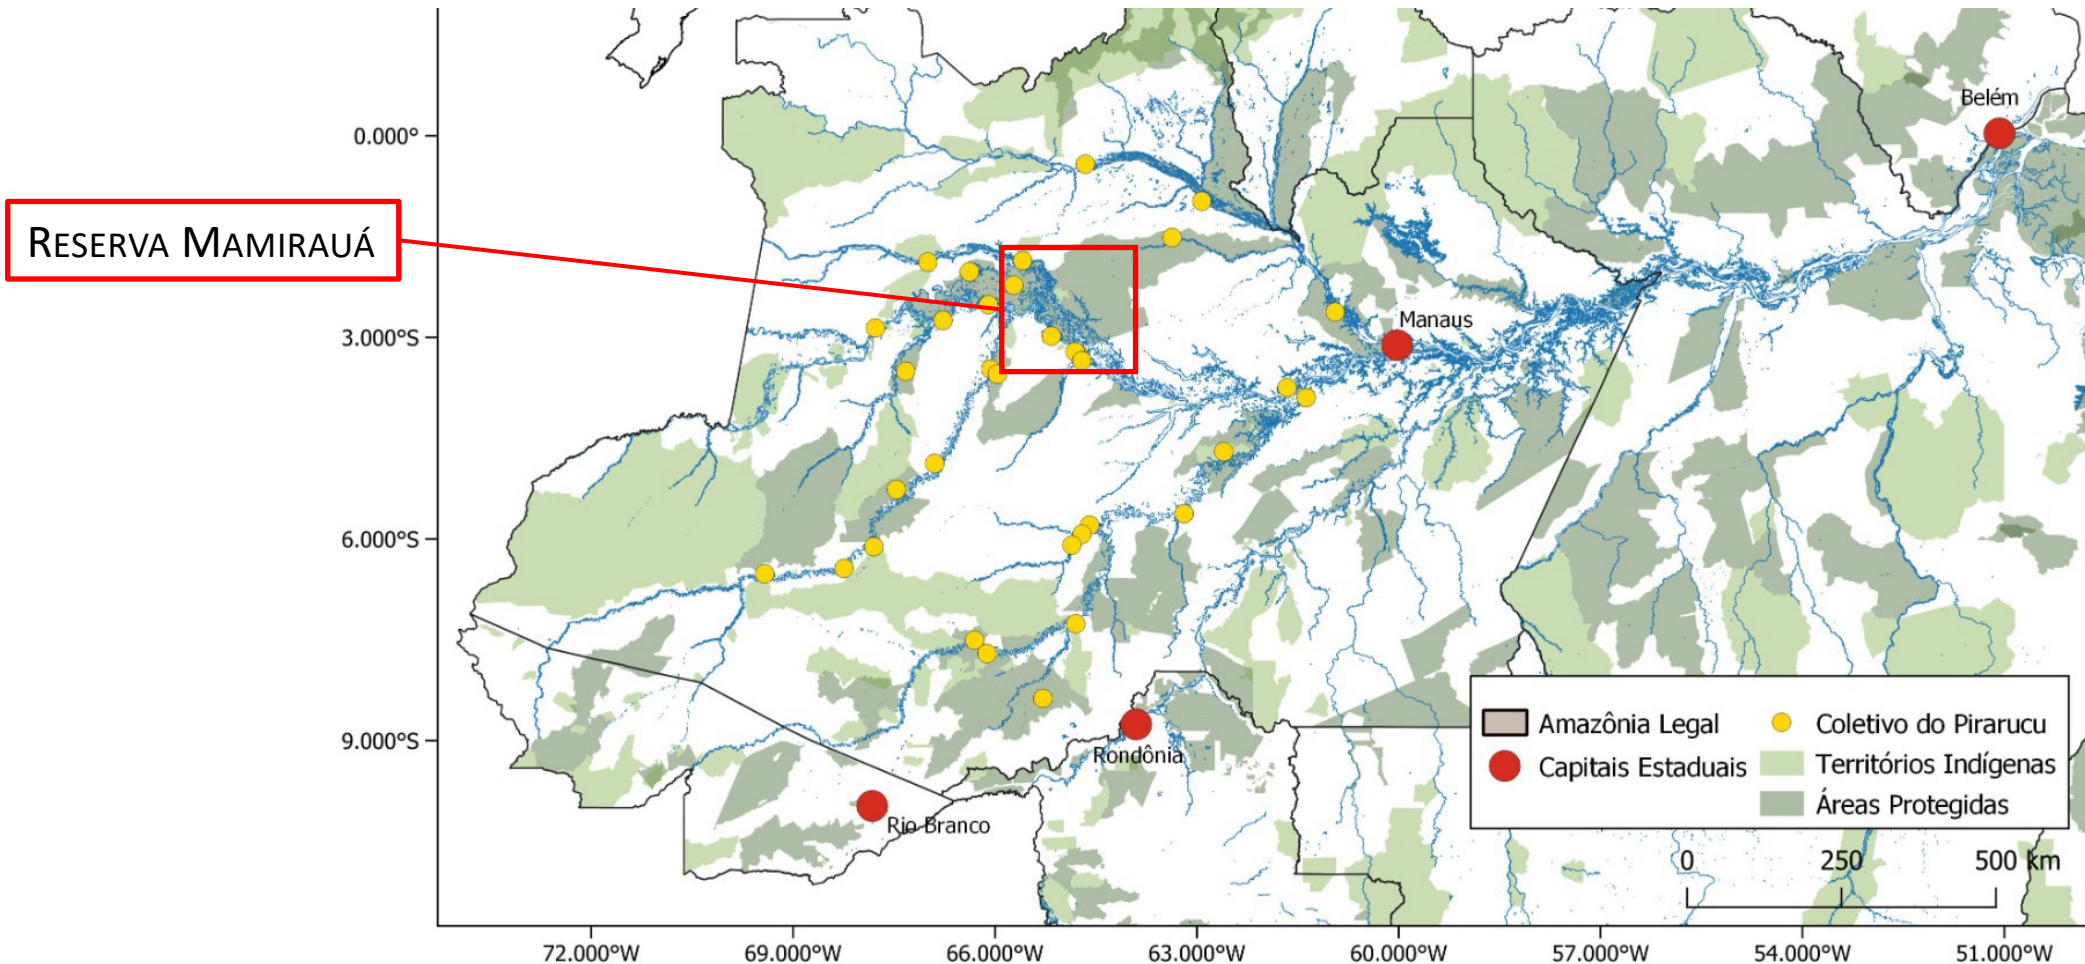 Belém
0.000°
RESERVA MAMIRAUÁ
Manaus
3.000°S
6.000°S
9.000°S
Rondônia
Rio Branco
Amazônia Legal
Coletivo do Pirarucu
Capitais Estaduais
Territórios Indígenas
Áreas Protegidas
0 250 500 km
72.000°W 69.000°W 66.000°W 63.000°W 60.000°W 57.000°W 54.000°W 51.000°W